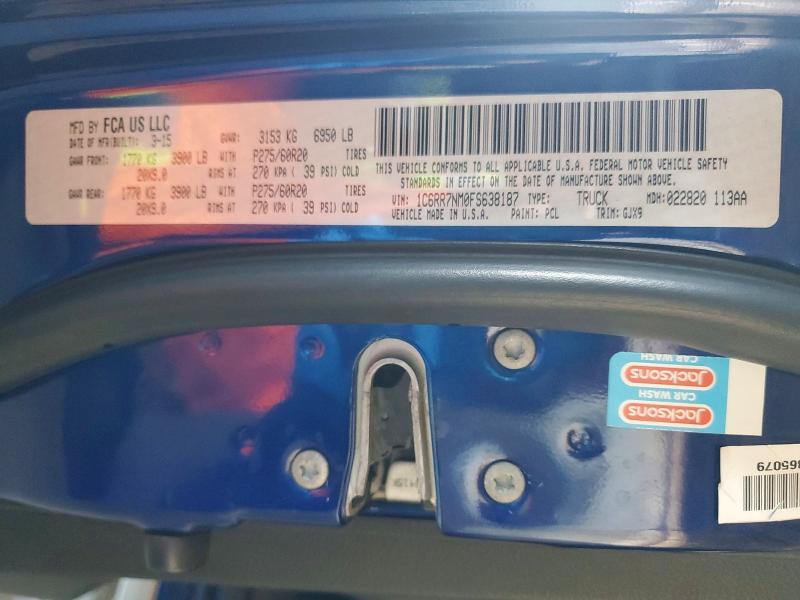 MFD BY FCA US LLC
DATE OF MFR(BUILT): 3-15 GVWR: 3153 KG 6950 LB
GAWR FRONT: 1770 KG 3900 LB WITH P275/60R20 TIRES
20X9.0 RIMS AT 270 KPA ( 39 PSI) COLD
GAWR REAR: 1770 KG 3900 LB WITH P275/60R20 TIRES
20X9.0 RIMS AT 270 KPA ( 39 PSI) COLD
THIS VEHICLE CONFORMS TO ALL APPLICABLE U.S.A. FEDERAL MOTOR VEHICLE SAFETY
STANDARDS IN EFFECT ON THE DATE OF MANUFACTURE SHOWN ABOVE.
VIN: 1C6RR7NM0FS638187 TYPE: TRUCK MDH: 022820 113AA
VEHICLE MADE IN U.S.A. PAINT: PCL TRIM: GJX9
Jacksons
CAR WASH
Jacksons
CAR WASH
865079